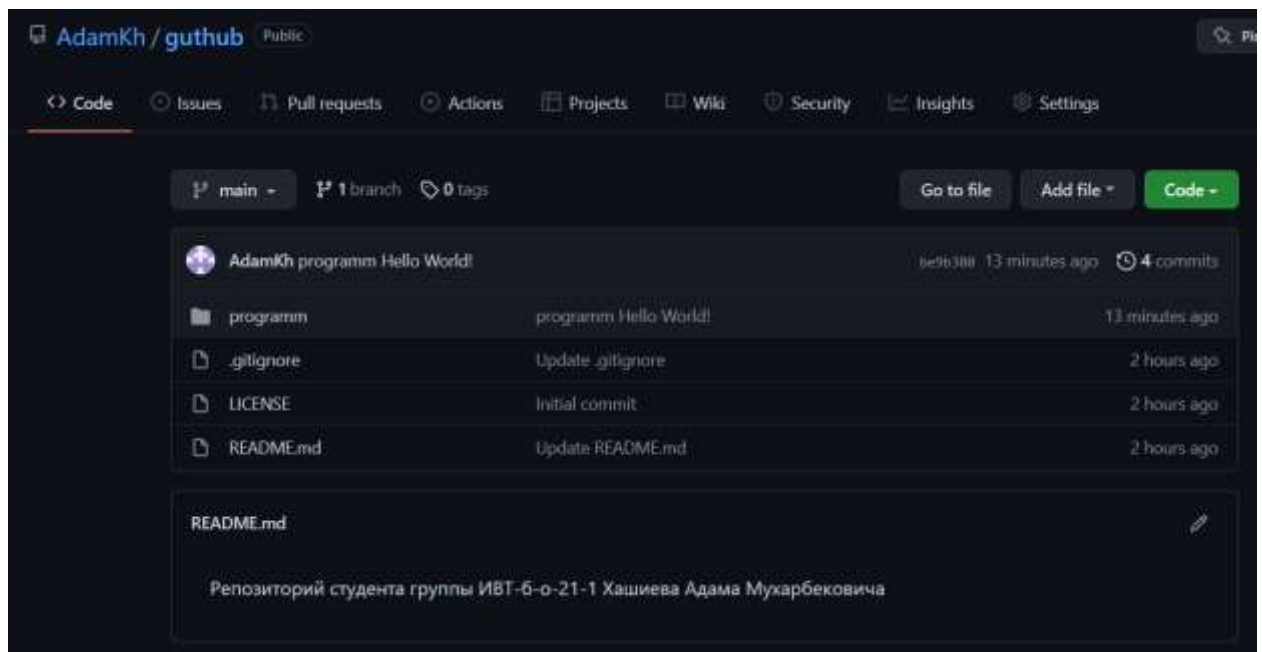 AdamKh / guthub Public
Code Issues Pull requests Actions Projects Wiki Security Insights Settings
main 1 branch 0 tags Go to file Add file Code
AdamKh programm Hello World! 13 minutes ago 4 commits
programm programm Hello World! 13 minutes ago
.gitignore Update .gitignore 2 hours ago
LICENSE Initial commit 2 hours ago
README.md Update README.md 2 hours ago
README.md
Репозиторий студента группы ИВТ-б-о-21-1 Хашиева Адама Мухарбековича